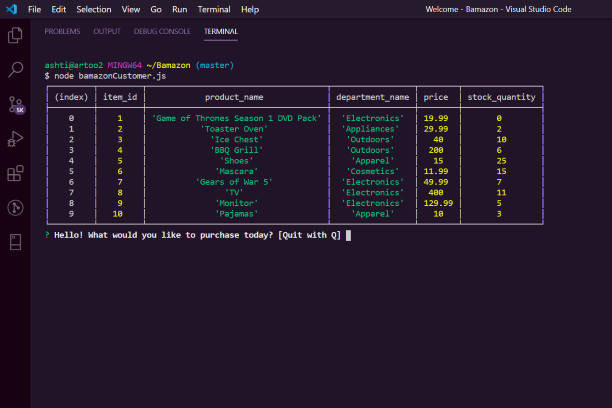 File Edit Selection View Go Run Terminal Help Welcome - Bamazon - Visual Studio Code
PROBLEMS OUTPUT DEBUG CONSOLE TERMINAL
ashti@artoo2 MINGW64 ~/Bamazon (master)
$ node bamazonCustomer.js
(index) item_id product_name department_name price stock_quantity
0 1 'Game of Thrones Season 1 DVD Pack' 'Electronics' 19.99 0
1 2 'Toaster Oven' 'Appliances' 29.99 2
2 3 'Ice Chest' 'Outdoors' 40 10
3 4 'BBQ Grill' 'Outdoors' 200 6
4 5 'Shoes' 'Apparel' 15 25
5 6 'Mascara' 'Cosmetics' 11.99 15
6 7 'Gears of War 5' 'Electronics' 49.99 7
7 8 'TV' 'Electronics' 400 11
8 9 'Monitor' 'Electronics' 129.99 5
9 10 'Pajamas' 'Apparel' 10 3
? Hello! What would you like to purchase today? [Quit with Q]
5K